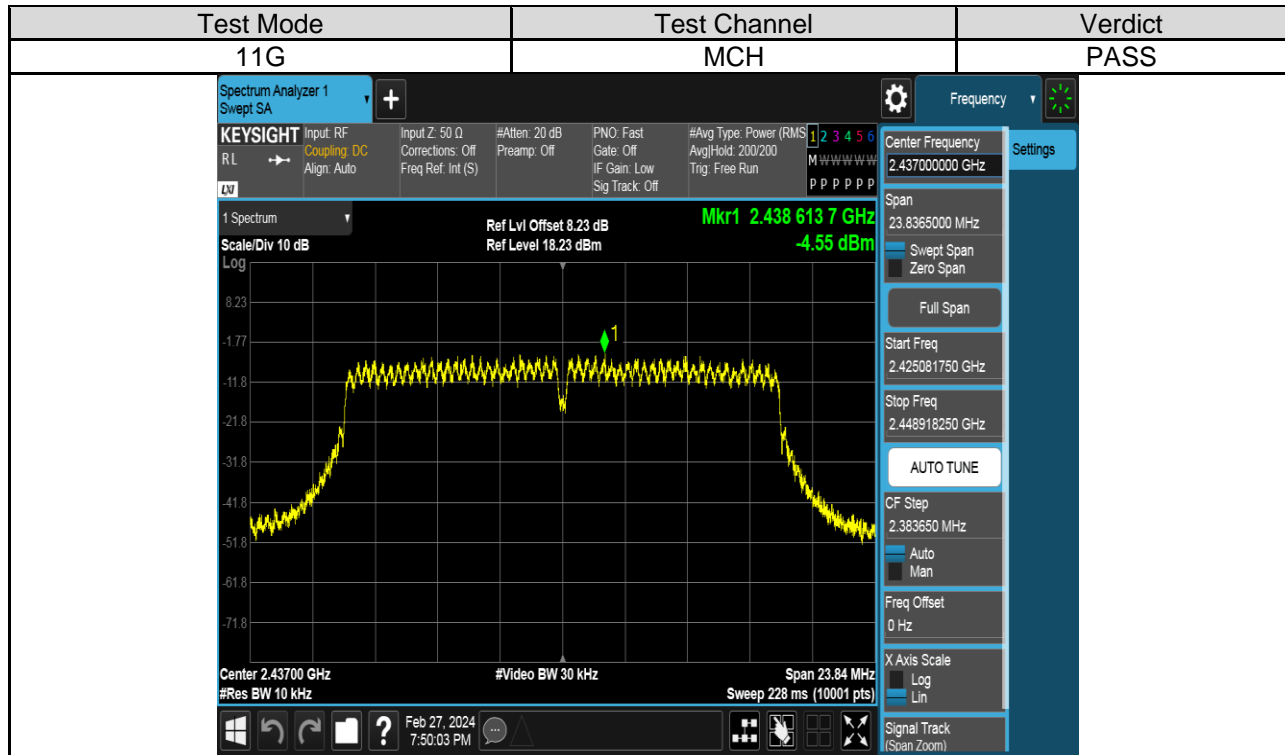 Test Mode Test Channel Verdict
11G MCH PASS
Spectrum Analyzer 1
Swept SA
+
Frequency
KEYSIGHT
RL
LXI
Input: RF
Coupling: DC
Align: Auto
Input Z: 50 Ω
Corrections: Off
Freq Ref: Int (S)
#Atten: 20 dB
Preamp: Off
PNO: Fast
Gate: Off
IF Gain: Low
Sig Track: Off
#Avg Type: Power (RMS
Avg|Hold: 200/200
Trig: Free Run
1 2 3 4 5 6
M W W W W W
P P P P P P
1 Spectrum
Scale/Div 10 dB
Ref Lvl Offset 8.23 dB
Ref Level 18.23 dBm
Mkr1 2.438 613 7 GHz
-4.55 dBm
Log
8.23
-1.77
-11.8
-21.8
-31.8
-41.8
-51.8
-61.8
-71.8
1
Center 2.43700 GHz
#Res BW 10 kHz
#Video BW 30 kHz
Span 23.84 MHz
Sweep 228 ms (10001 pts)
Center Frequency
2.437000000 GHz
Settings
Span
23.8365000 MHz
Swept Span
Zero Span
Full Span
Start Freq
2.425081750 GHz
Stop Freq
2.448918250 GHz
AUTO TUNE
CF Step
2.383650 MHz
Auto
Man
Freq Offset
0 Hz
X Axis Scale
Log
Lin
Signal Track
(Span Zoom)
?
Feb 27, 2024
7:50:03 PM